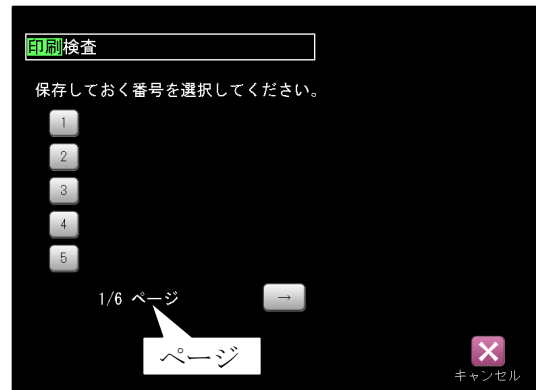 印刷検査
保存しておく番号を選択してください。
1
2
3
4
5
1/6 ページ
→
ページ
キャンセル